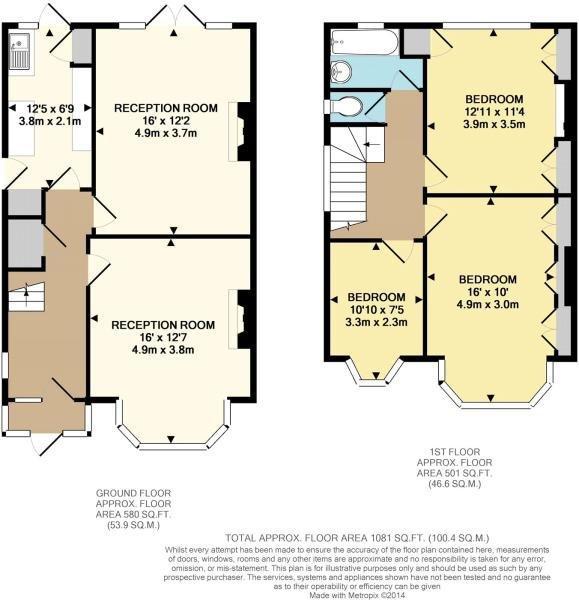 12'5 x 6'9
3.8m x 2.1m
RECEPTION ROOM
16' x 12'2
4.9m x 3.7m
RECEPTION ROOM
16' x 12'7
4.9m x 3.8m
GROUND FLOOR
APPROX. FLOOR
AREA 580 SQ.FT.
(53.9 SQ.M.)
BEDROOM
12'11 x 11'4
3.9m x 3.5m
BEDROOM
16' x 10'
4.9m x 3.0m
BEDROOM
10'10 x 7'5
3.3m x 2.3m
1ST FLOOR
APPROX. FLOOR
AREA 501 SQ.FT.
(46.6 SQ.M.)
TOTAL APPROX. FLOOR AREA 1081 SQ.FT. (100.4 SQ.M.)
Whilst every attempt has been made to ensure the accuracy of the floor plan contained here, measurements
of doors, windows, rooms and any other items are approximate and no responsibility is taken for any error,
omission, or mis-statement. This plan is for illustrative purposes only and should be used as such by any
prospective purchaser. The services, systems and appliances shown have not been tested and no guarantee
as to their operability or efficiency can be given
Made with Metropix ©2014